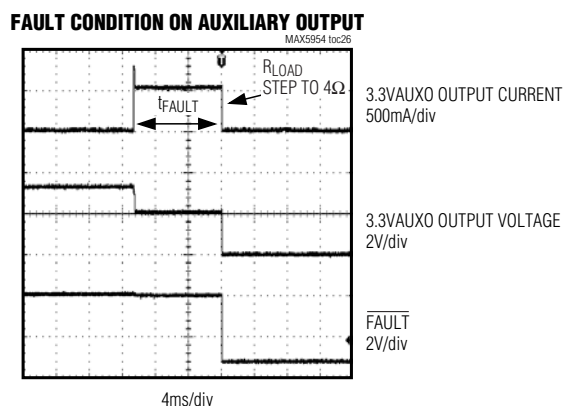 FAULT CONDITION ON AUXILIARY OUTPUT
MAX5954 toc26
RLOAD
STEP TO 4Ω
tFAULT
3.3VAUXO OUTPUT CURRENT
500mA/div
3.3VAUXO OUTPUT VOLTAGE
2V/div
FAULT
2V/div
4ms/div